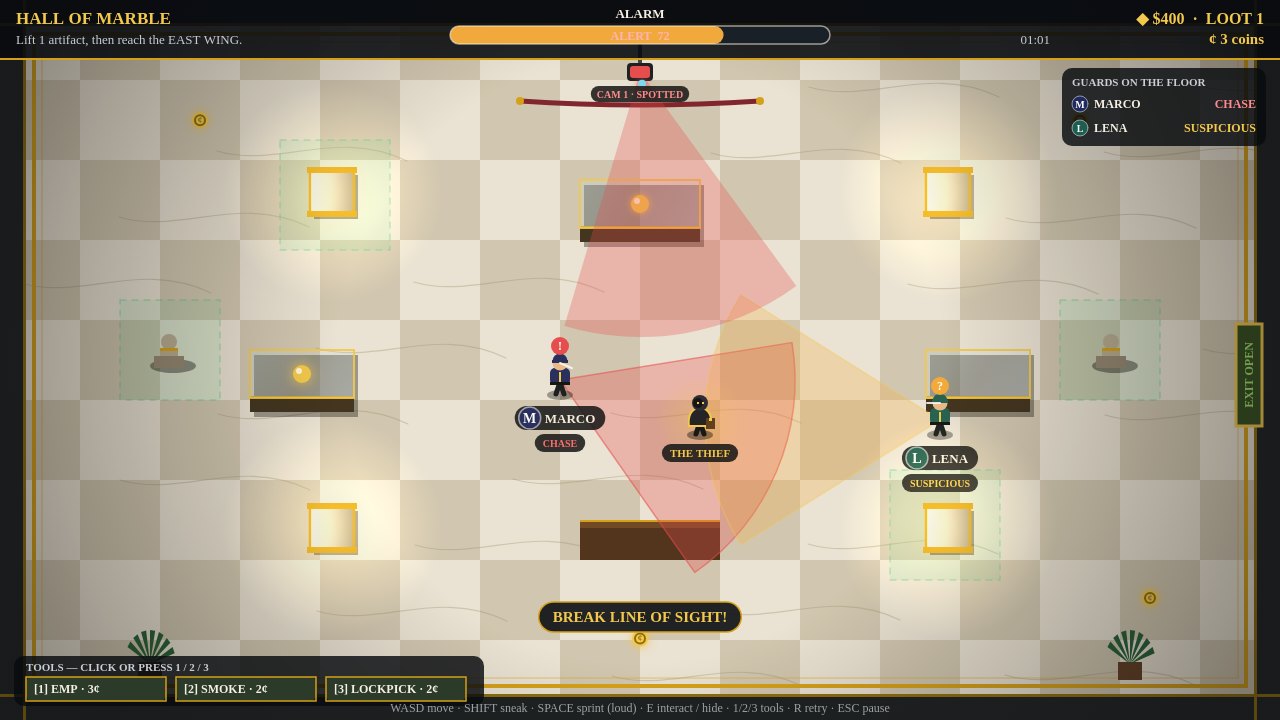 HALL OF MARBLE
Lift 1 artifact, then reach the EAST WING.
ALARM
ALERT 72
01:01
◆ $400 · LOOT 1
¢ 3 coins
CAM 1 · SPOTTED
GUARDS ON THE FLOOR
M MARCO CHASE
L LENA SUSPICIOUS
¢
EXIT OPEN
!
?
M MARCO
CHASE
THE THIEF
L LENA
SUSPICIOUS
¢
BREAK LINE OF SIGHT!
¢
TOOLS — CLICK OR PRESS 1 / 2 / 3
[1] EMP · 3¢
[2] SMOKE · 2¢
[3] LOCKPICK · 2¢
WASD move · SHIFT sneak · SPACE sprint (loud) · E interact / hide · 1/2/3 tools · R retry · ESC pause